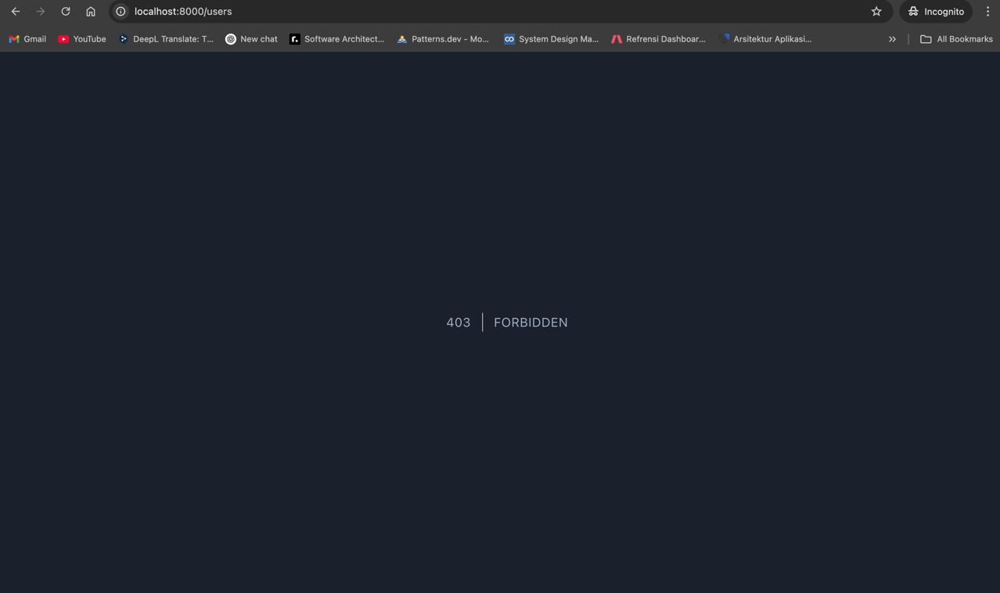 localhost:8000/users Incognito
Gmail YouTube DeepL Translate: T... New chat Software Architect... Patterns.dev - Mo... System Design Ma... Refrensi Dashboar... Arsitektur Aplikasi... All Bookmarks
403 FORBIDDEN